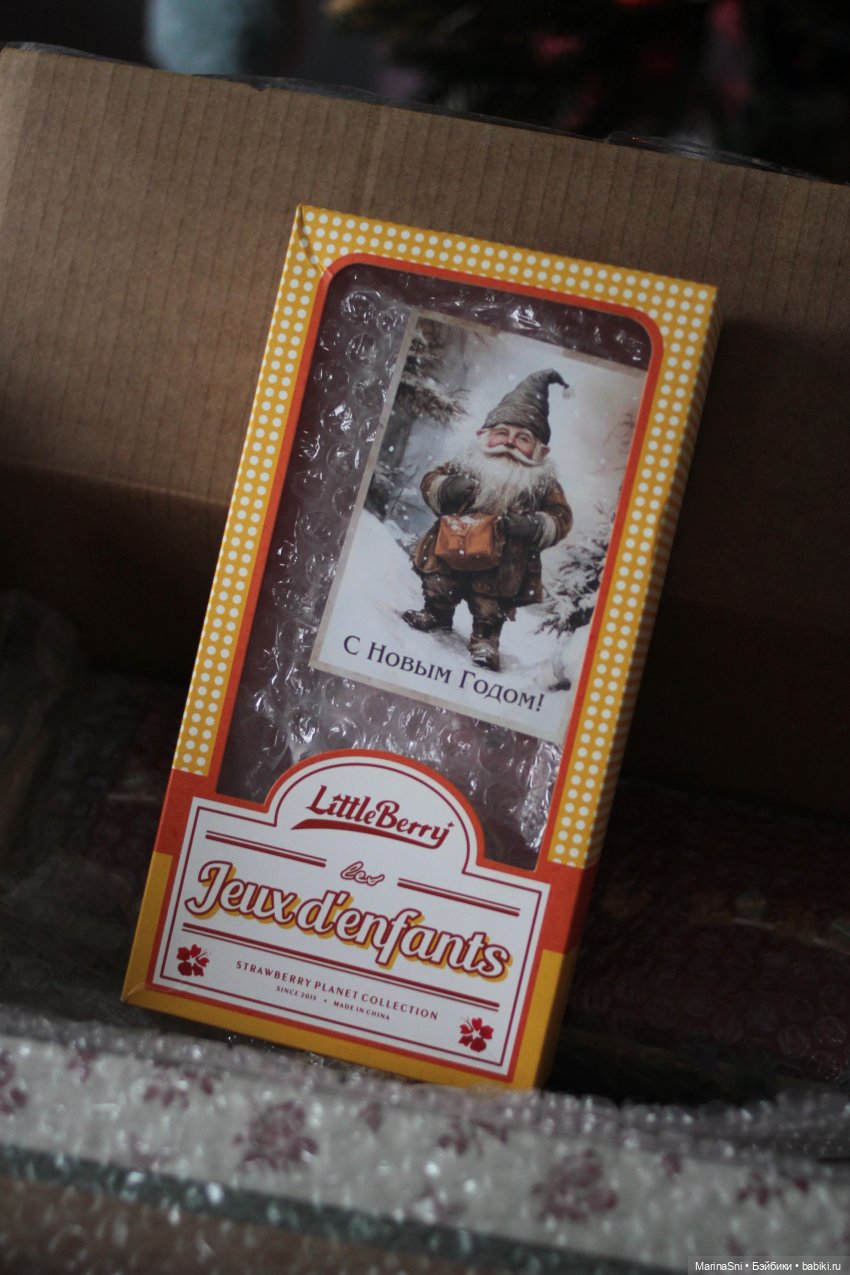 С Новым Годом!
LittleBerry
les
Jeux d'enfants
STRAWBERRY PLANET COLLECTION
SINCE 2015 • MADE IN CHINA
MarinaSni • Бэйбики • babiki.ru